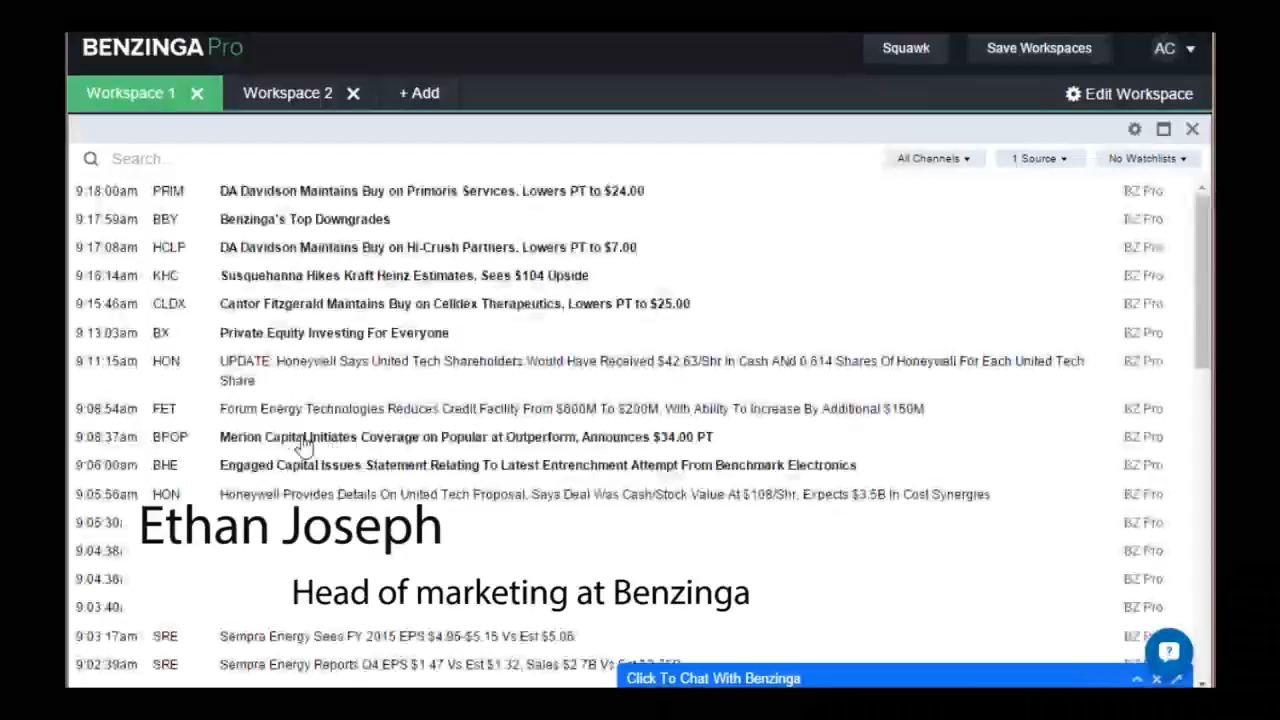 BENZINGA Pro
Squawk
Save Workspaces
AC
Workspace 1
Workspace 2
+ Add
Edit Workspace
Search...
All Channels
1 Source
No Watchlists
9:18:00am PRIM DA Davidson Maintains Buy on Primoris Services, Lowers PT to $24.00 BZ Pro
9:17:59am BBY Benzinga's Top Downgrades BZ Pro
9:17:08am HCLP DA Davidson Maintains Buy on Hi-Crush Partners, Lowers PT to $7.00 BZ Pro
9:16:14am KHC Susquehanna Hikes Kraft Heinz Estimates, Sees $104 Upside BZ Pro
9:15:46am CLDX Cantor Fitzgerald Maintains Buy on Celldex Therapeutics, Lowers PT to $25.00 BZ Pro
9:13:03am BX Private Equity Investing For Everyone BZ Pro
9:11:15am HON UPDATE: Honeywell Says United Tech Shareholders Would Have Received $42.63/Shr In Cash ANd 0.614 Shares Of Honeywell For Each United Tech BZ Pro
Share
9:08:54am FET Forum Energy Technologies Reduces Credit Facility From $600M To $200M, With Ability To Increase By Additional $150M BZ Pro
9:08:37am BPOP Merion Capital Initiates Coverage on Popular at Outperform, Announces $34.00 PT BZ Pro
9:06:00am BHE Engaged Capital Issues Statement Relating To Latest Entrenchment Attempt From Benchmark Electronics BZ Pro
9:05:56am HON Honeywell Provides Details On United Tech Proposal, Says Deal Was Cash/Stock Value At $108/Shr, Expects $3.5B In Cost Synergies BZ Pro
9:05:30 BZ Pro
Ethan Joseph
9:04:38 BZ Pro
9:04:36 BZ Pro
Head of marketing at Benzinga
9:03:40 BZ Pro
9:03:17am SRE Sempra Energy Sees FY 2015 EPS $4.95-$5.15 Vs Est $5.06
9:02:39am SRE Sempra Energy Reports Q4 EPS $1.47 Vs Est $1.32, Sales $2.7B Vs
Click To Chat With Benzinga